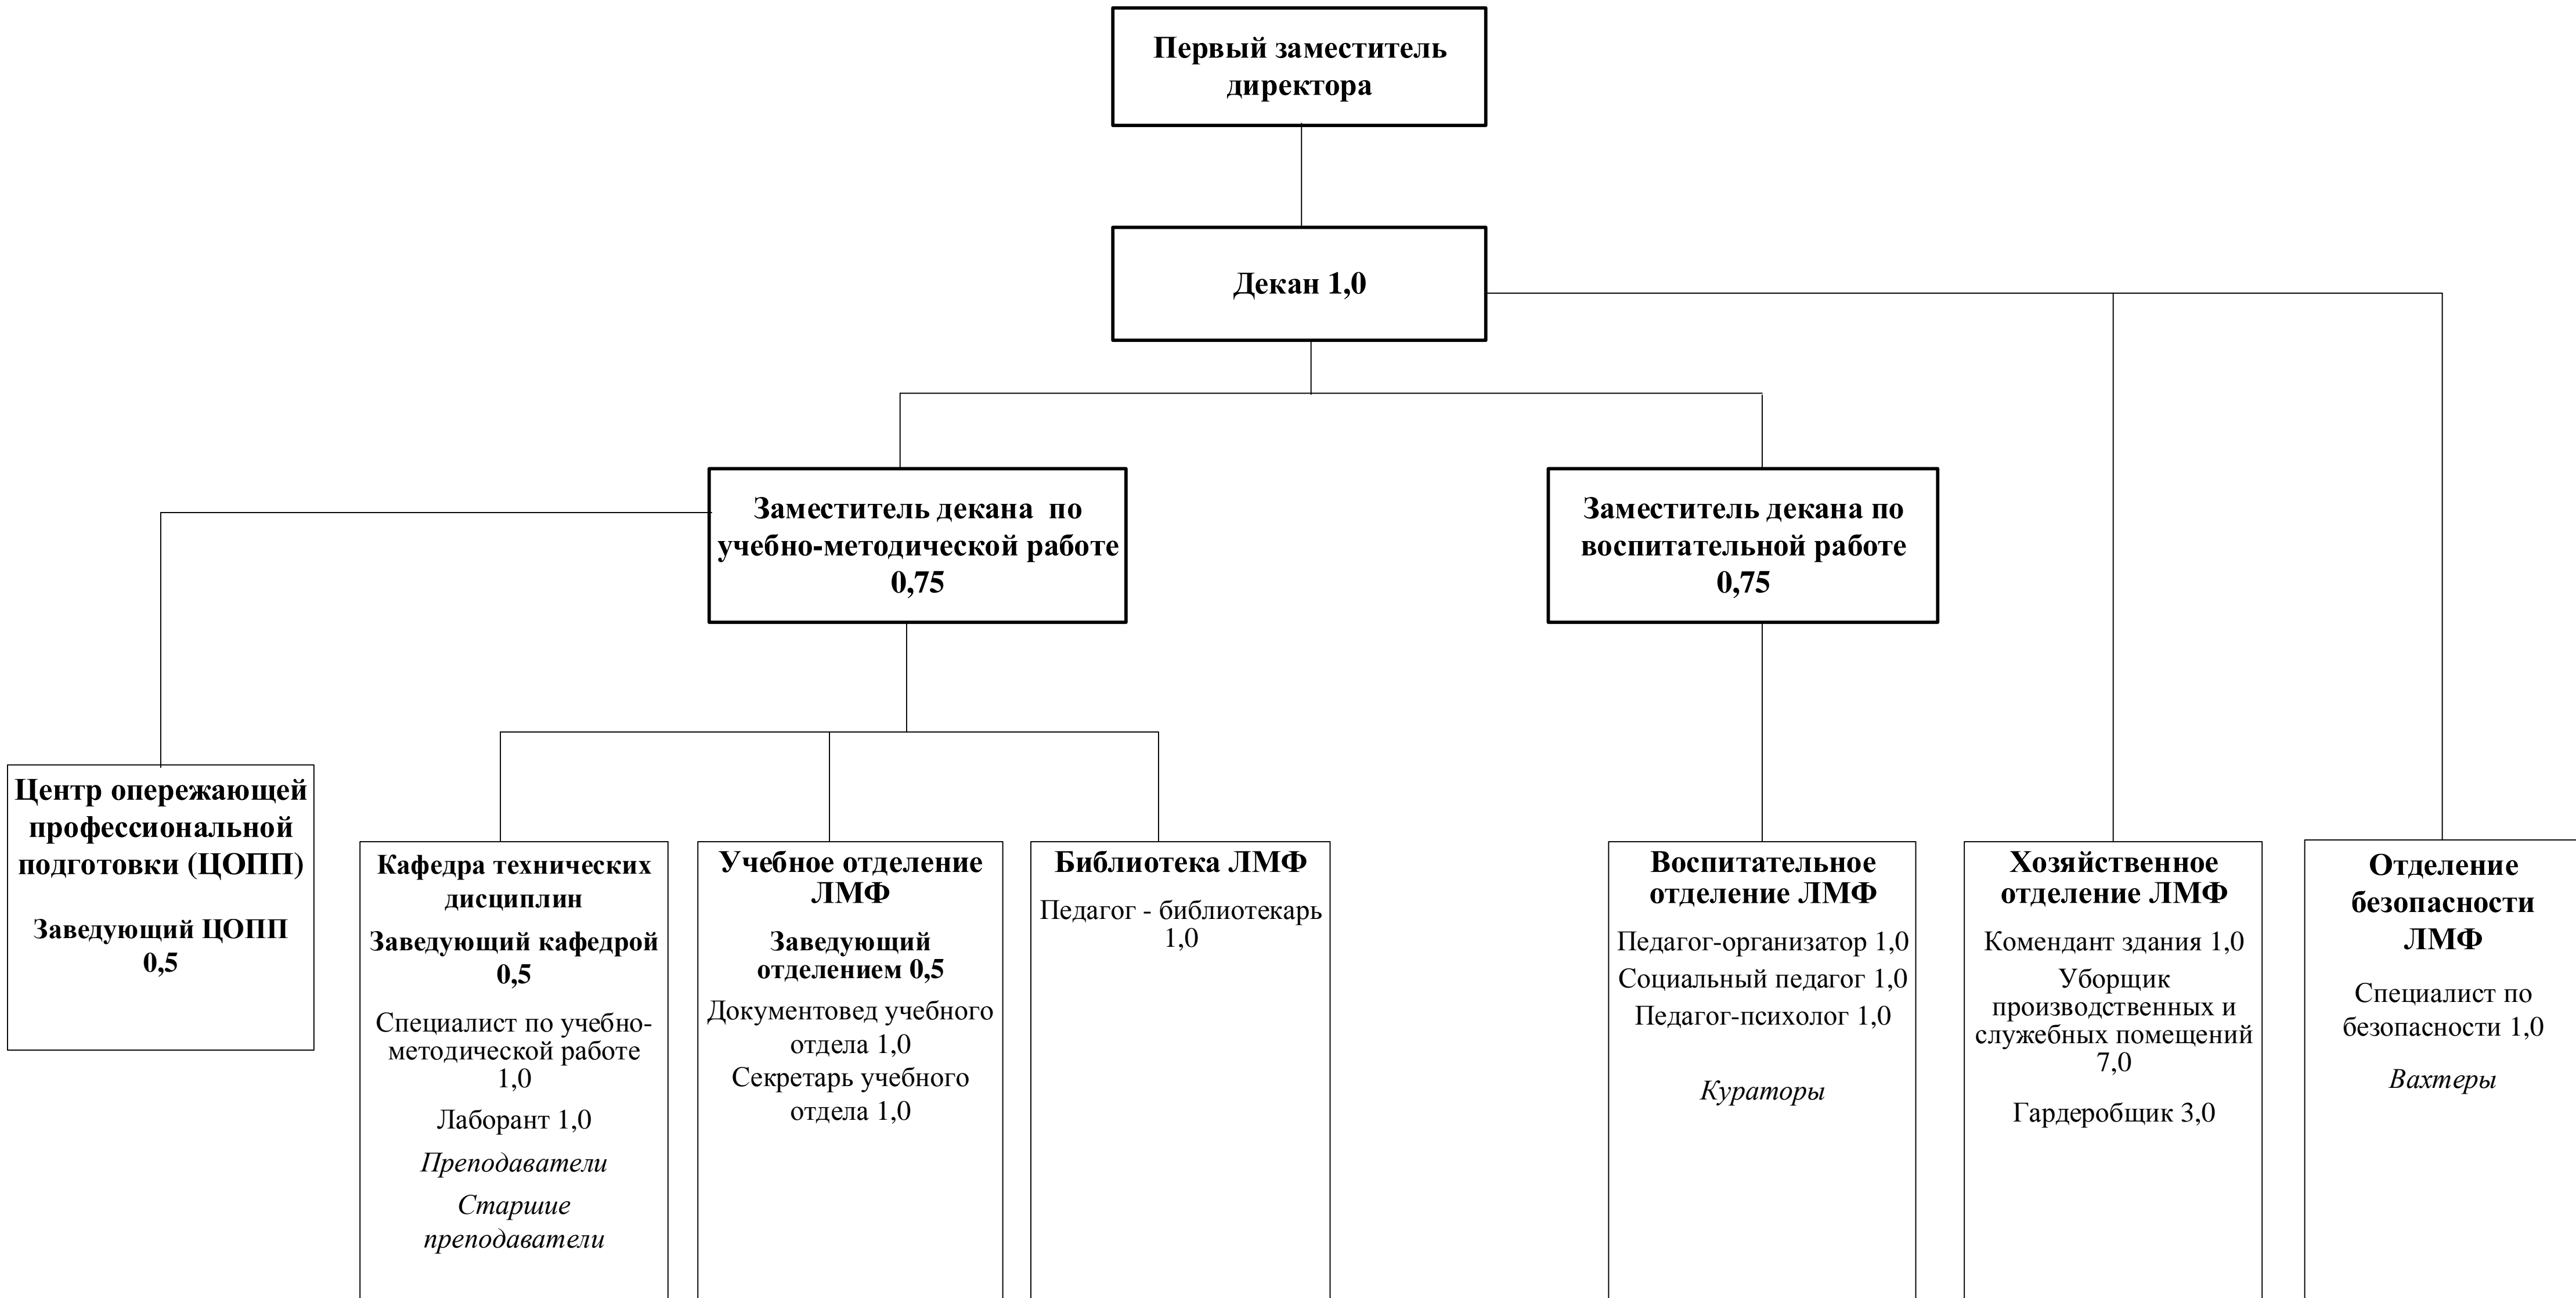 Первый заместитель
директора
Декан 1,0
Заместитель декана по
учебно-методической работе
0,75
Заместитель декана по
воспитательной работе
0,75
Центр опережающей
профессиональной
подготовки (ЦОПП)
Заведующий ЦОПП
0,5
Кафедра технических
дисциплин
Заведующий кафедрой
0,5
Специалист по учебно-
методической работе
1,0
Лаборант 1,0
Преподаватели
Старшие
преподаватели
Учебное отделение
ЛМФ
Заведующий
отделением 0,5
Документовед учебного
отдела 1,0
Секретарь учебного
отдела 1,0
Библиотека ЛМФ
Педагог - библиотекарь
1,0
Воспитательное
отделение ЛМФ
Педагог-организатор 1,0
Социальный педагог 1,0
Педагог-психолог 1,0
Кураторы
Хозяйственное
отделение ЛМФ
Комендант здания 1,0
Уборщик
производственных и
служебных помещений
7,0
Гардеробщик 3,0
Отделение
безопасности
ЛМФ
Специалист по
безопасности 1,0
Вахтеры